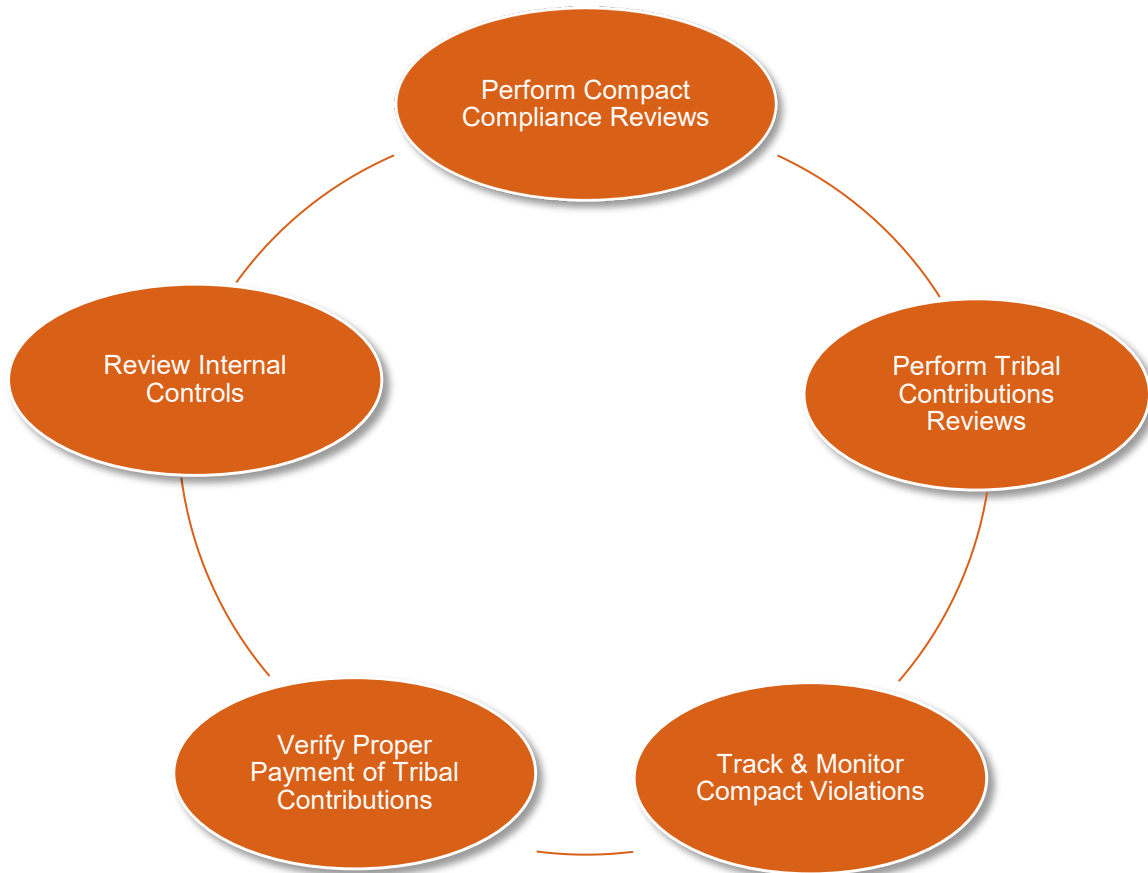 Perform Compact
Compliance Reviews
Perform Tribal
Contributions
Reviews
Track & Monitor
Compact Violations
Verify Proper
Payment of Tribal
Contributions
Review Internal
Controls